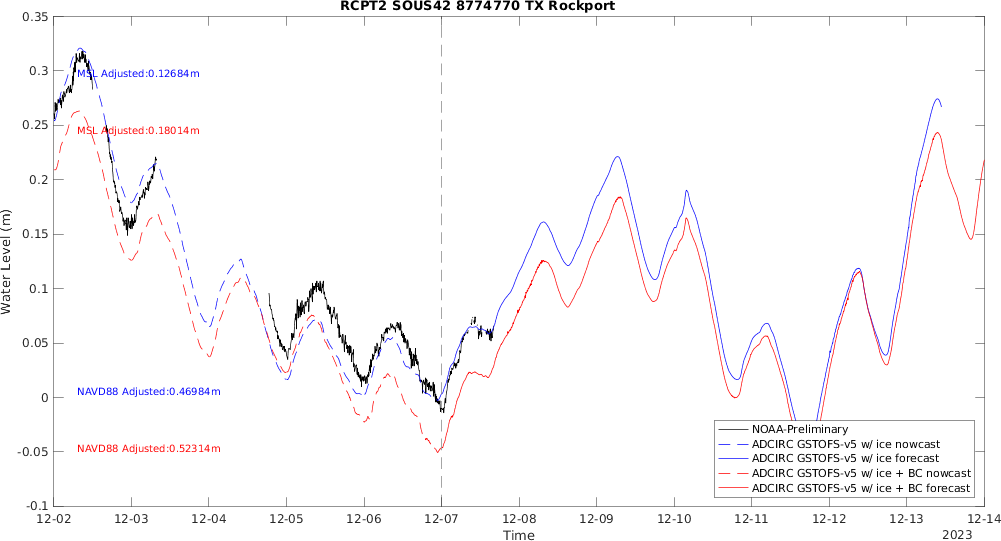 RCPT2 SOUS42 8774770 TX Rockport
0.35
0.3
0.25
0.2
0.15
0.1
0.05
0
-0.05
-0.1
Water Level (m)
MSL Adjusted:0.12684m
MSL Adjusted:0.18014m
NAVD88 Adjusted:0.46984m
NAVD88 Adjusted:0.52314m
NOAA-Preliminary
ADCIRC GSTOFS-v5 w/ ice nowcast
ADCIRC GSTOFS-v5 w/ ice forecast
ADCIRC GSTOFS-v5 w/ ice + BC nowcast
ADCIRC GSTOFS-v5 w/ ice + BC forecast
12-02 12-03 12-04 12-05 12-06 12-07 12-08 12-09 12-10 12-11 12-12 12-13 12-14
Time
2023